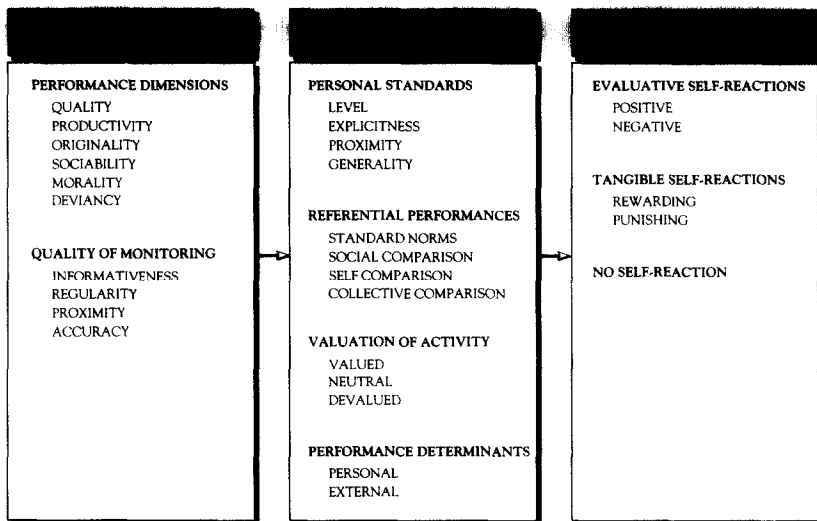 PERFORMANCE DIMENSIONS
QUALITY
PRODUCTIVITY
ORIGINALITY
SOCIABILITY
MORALITY
DEVIANCY
QUALITY OF MONITORING
INFORMATIVENESS
REGULARITY
PROXIMITY
ACCURACY
PERSONAL STANDARDS
LEVEL
EXPLICITNESS
PROXIMITY
GENERALITY
REFERENTIAL PERFORMANCES
STANDARD NORMS
SOCIAL COMPARISON
SELF COMPARISON
COLLECTIVE COMPARISON
VALUATION OF ACTIVITY
VALUED
NEUTRAL
DEVALUED
PERFORMANCE DETERMINANTS
PERSONAL
EXTERNAL
EVALUATIVE SELF-REACTIONS
POSITIVE
NEGATIVE
TANGIBLE SELF-REACTIONS
REWARDING
PUNISHING
NO SELF-REACTION